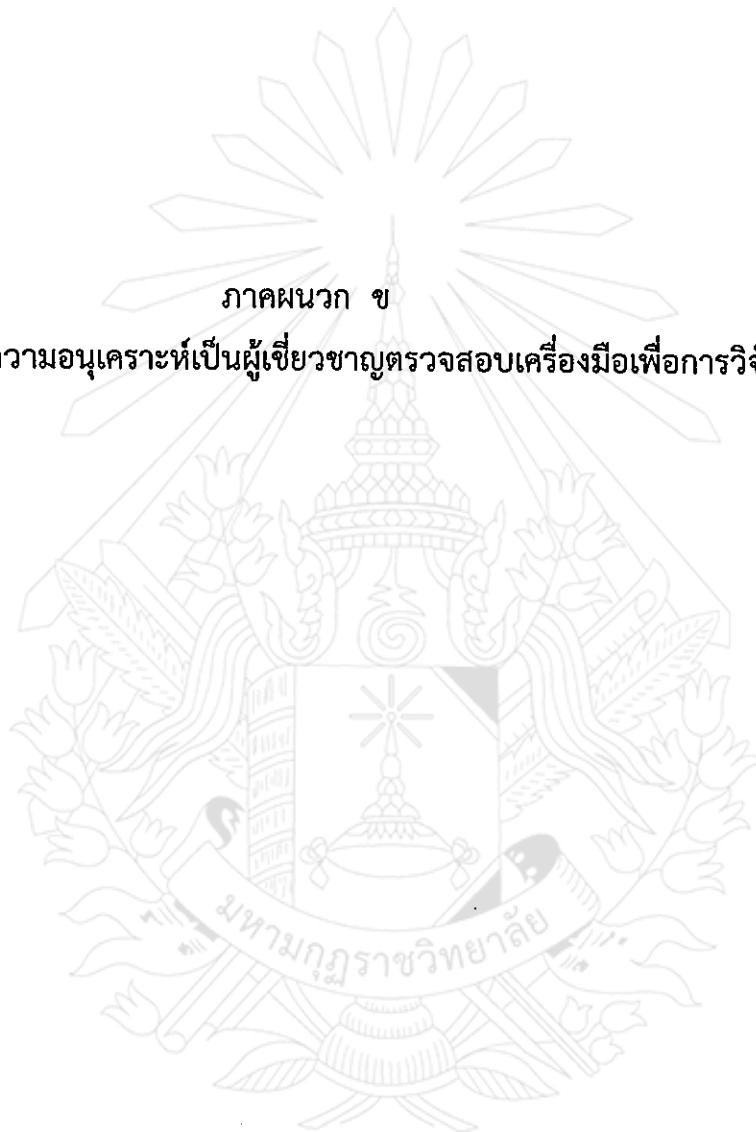 ภาคผนวก ข
ความอนุเคราะห์เป็นผู้เชี่ยวชาญตรวจสอบเครื่องมือเพื่อการวิจั
มหามกุฏราชวิทยาลัย